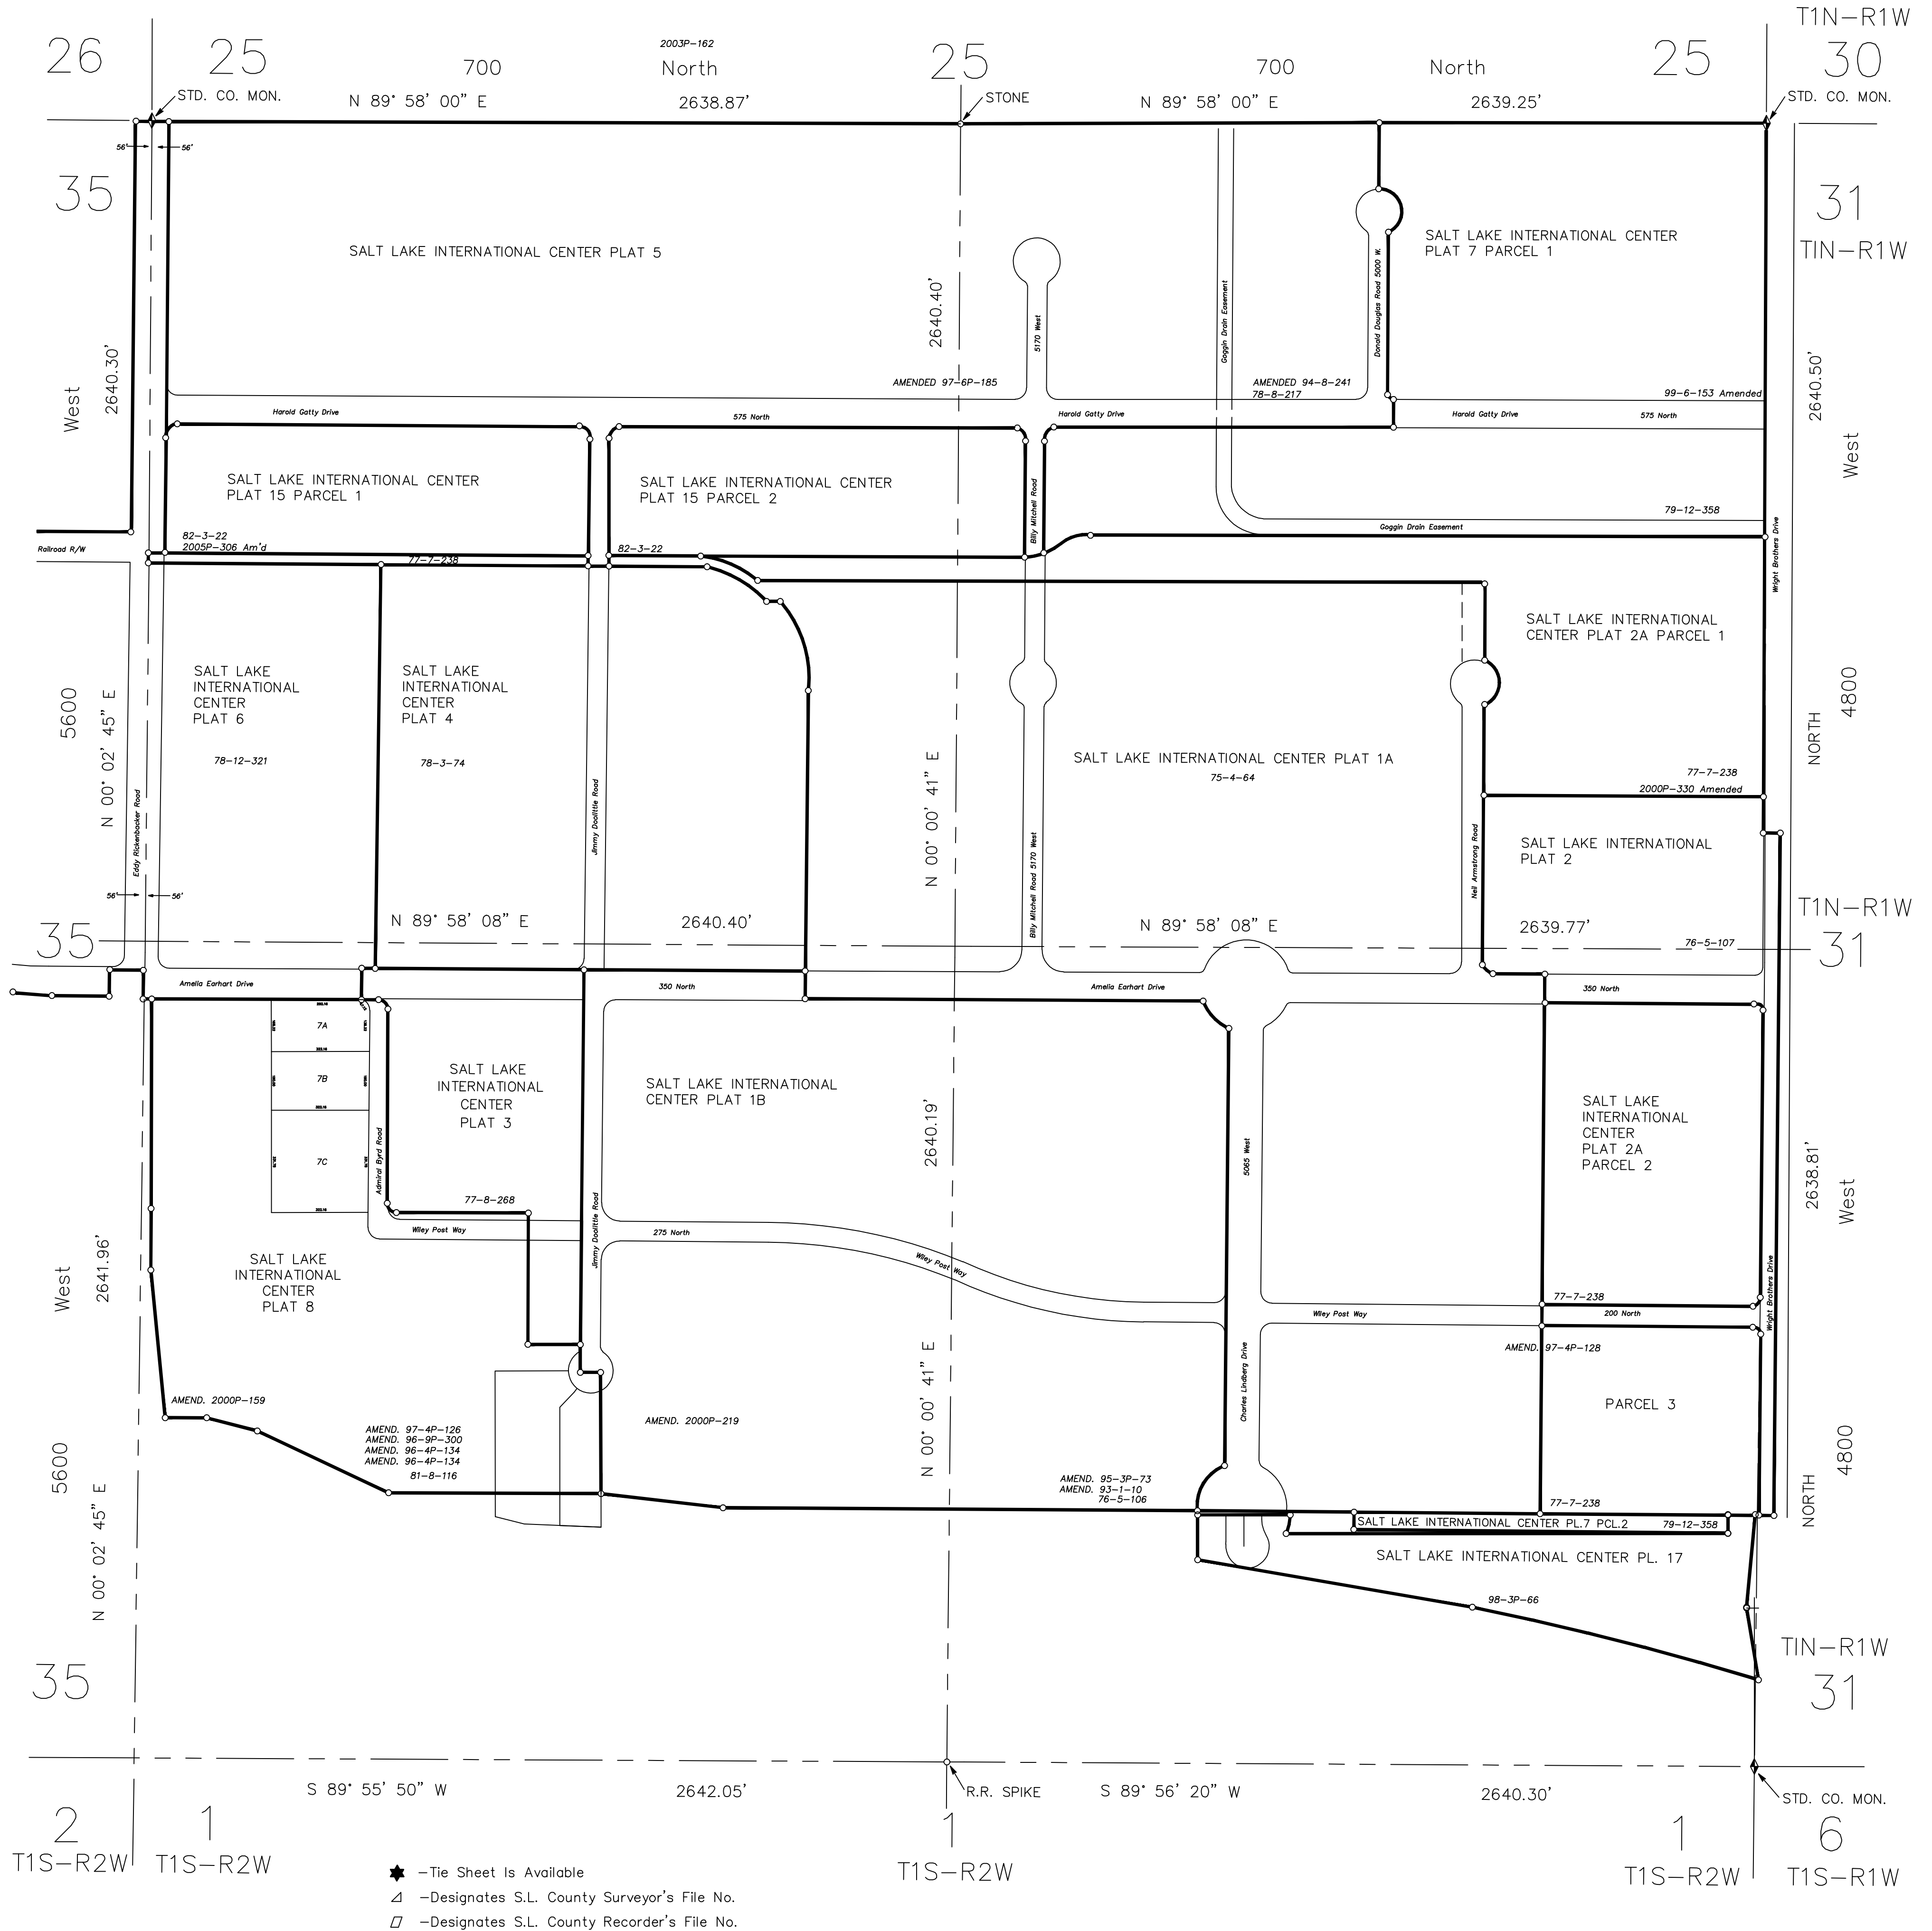 T1N-R1W
26
25
2003P-162
25
25
30
700
North
700
North
STD. CO. MON.
N 89° 58' 00" E
2638.87'
STONE
N 89° 58' 00" E
2639.25'
STD. CO. MON.
56'
56'
35
31
TIN-R1W
SALT LAKE INTERNATIONAL CENTER PLAT 5
SALT LAKE INTERNATIONAL CENTER
PLAT 7 PARCEL 1
Donald Douglas Road 5000 W.
Goggin Drain Easement
2640.40'
5170 West
2640.30'
West
2640.50'
West
AMENDED 97-6P-185
AMENDED 94-8-241
78-8-217
99-6-153 Amended
Harold Gatty Drive
575 North
Harold Gatty Drive
Harold Gatty Drive
575 North
SALT LAKE INTERNATIONAL CENTER
PLAT 15 PARCEL 1
SALT LAKE INTERNATIONAL CENTER
PLAT 15 PARCEL 2
Billy Mitchell Road
79-12-358
Goggin Drain Easement
Wright Brothers Drive
Railroad R/W
82-3-22
2005P-306 Am'd
77-7-238
82-3-22
SALT LAKE INTERNATIONAL
CENTER PLAT 2A PARCEL 1
SALT LAKE
INTERNATIONAL
CENTER
PLAT 6
78-12-321
SALT LAKE
INTERNATIONAL
CENTER
PLAT 4
78-3-74
5600
N 00° 02' 45" E
Eddy Rickenbacker Road
Jimmy Doolittle Road
N 00° 00' 41" E
SALT LAKE INTERNATIONAL CENTER PLAT 1A
75-4-64
Billy Mitchell Road 5170 West
Neil Armstrong Road
77-7-238
2000P-330 Amended
4800
NORTH
SALT LAKE INTERNATIONAL
PLAT 2
56'
56'
T1N-R1W
35
N 89° 58' 08" E
2640.40'
N 89° 58' 08" E
2639.77'
76-5-107
31
Amelia Earhart Drive
350 North
Amelia Earhart Drive
350 North
7A
7B
7C
Admiral Byrd Road
SALT LAKE
INTERNATIONAL
CENTER
PLAT 3
77-8-268
SALT LAKE INTERNATIONAL
CENTER PLAT 1B
2640.19'
5065 West
SALT LAKE
INTERNATIONAL
CENTER
PLAT 2A
PARCEL 2
2638.81'
West
Wiley Post Way
Jimmy Doolittle Road
275 North
Wiley Post Way
SALT LAKE
INTERNATIONAL
CENTER
PLAT 8
West
2641.96'
77-7-238
Wiley Post Way
200 North
Wright Brothers Drive
AMEND. 97-4P-128
Charles Lindberg Drive
PARCEL 3
AMEND. 2000P-159
AMEND. 97-4P-126
AMEND. 96-9P-300
AMEND. 96-4P-134
AMEND. 96-4P-134
81-8-116
AMEND. 2000P-219
N 00° 00' 41" E
5600
N 00° 02' 45" E
AMEND. 95-3P-73
AMEND. 93-1-10
76-5-106
4800
NORTH
77-7-238
SALT LAKE INTERNATIONAL CENTER PL.7 PCL.2
79-12-358
SALT LAKE INTERNATIONAL CENTER PL. 17
98-3P-66
TIN-R1W
35
31
S 89° 55' 50" W
2642.05'
R.R. SPIKE
S 89° 56' 20" W
2640.30'
STD. CO. MON.
2
1
1
1
6
T1S-R2W
T1S-R2W
T1S-R2W
T1S-R2W
T1S-R1W
-Tie Sheet Is Available
-Designates S.L. County Surveyor's File No.
-Designates S.L. County Recorder's File No.